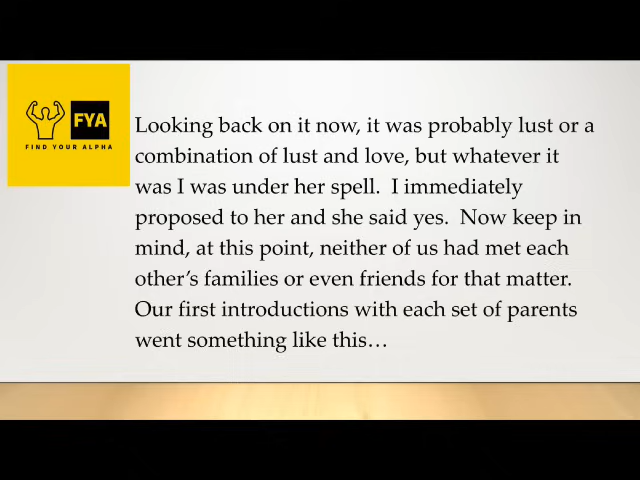 FYA
FIND YOUR ALPHA
Looking back on it now, it was probably lust or a
combination of lust and love, but whatever it
was I was under her spell.  I immediately
proposed to her and she said yes.  Now keep in
mind, at this point, neither of us had met each
other’s families or even friends for that matter.
Our first introductions with each set of parents
went something like this…